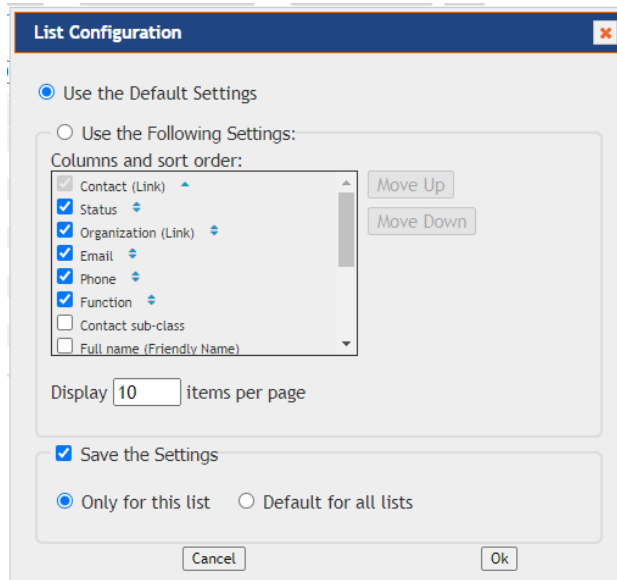 List Configuration
Use the Default Settings
Use the Following Settings:
Columns and sort order:
Contact (Link)
Move Up
Status
Organization (Link)
Move Down
Email
Phone
Function
Contact sub-class
Full name (Friendly Name)
Display 10 items per page
Save the Settings
Only for this list Default for all lists
Cancel Ok